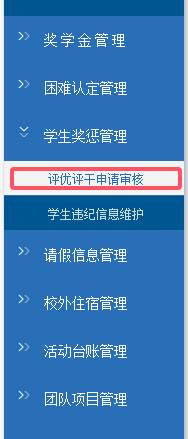 奖学金管理
困难认定管理
学生奖惩管理
评优评干申请审核
学生违纪信息维护
请假信息管理
校外住宿管理
活动台账管理
团队项目管理